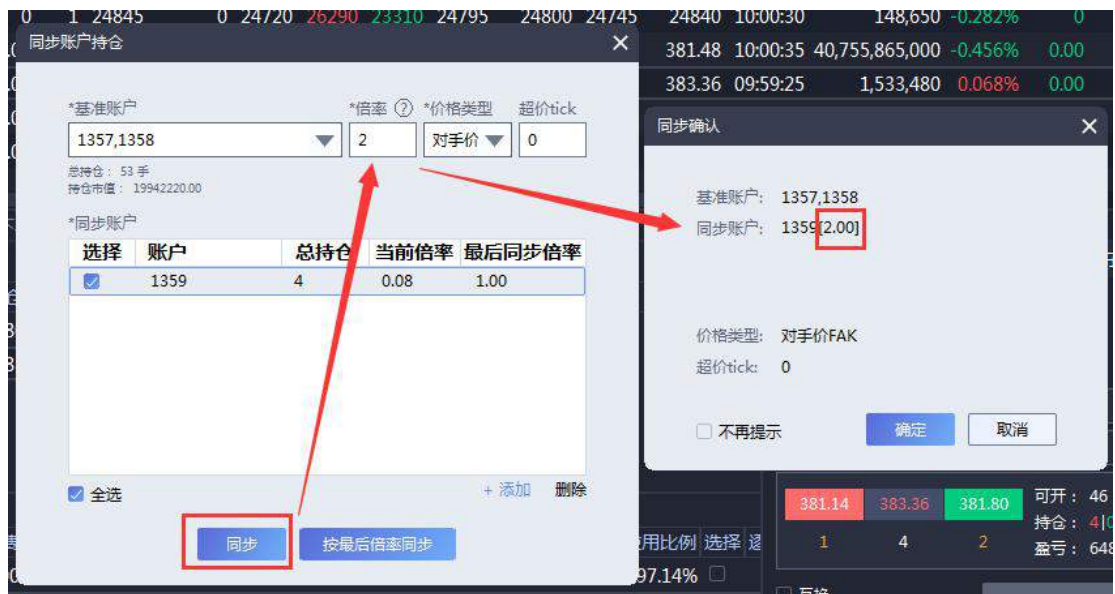 0 1 24845 0 24720 26290 23310 24795 24800 24745 24840 10:00:30 148,650 -0.282% 0
381.48 10:00:35 40,755,865,000 -0.456% 0.00
383.36 09:59:25 1,533,480 0.068% 0.00
同步账户持仓
*基准账户 *倍率 ? *价格类型 超价tick
1357,1358 2 对手价 0
总持仓： 53 手
持仓市值： 19942220.00
*同步账户
选择 账户 总持仓 当前倍率 最后同步倍率
1359 4 0.08 1.00
全选 + 添加 删除
同步 按最后倍率同步
同步确认
基准账户: 1357,1358
同步账户: 1359[2.00]
价格类型: 对手价FAK
超价tick: 0
不再提示 确定 取消
381.14 383.36 381.80 可开： 46
1 4 2 持仓： 4|
盈亏： 648
用比例 选择 逐
97.14%
互换